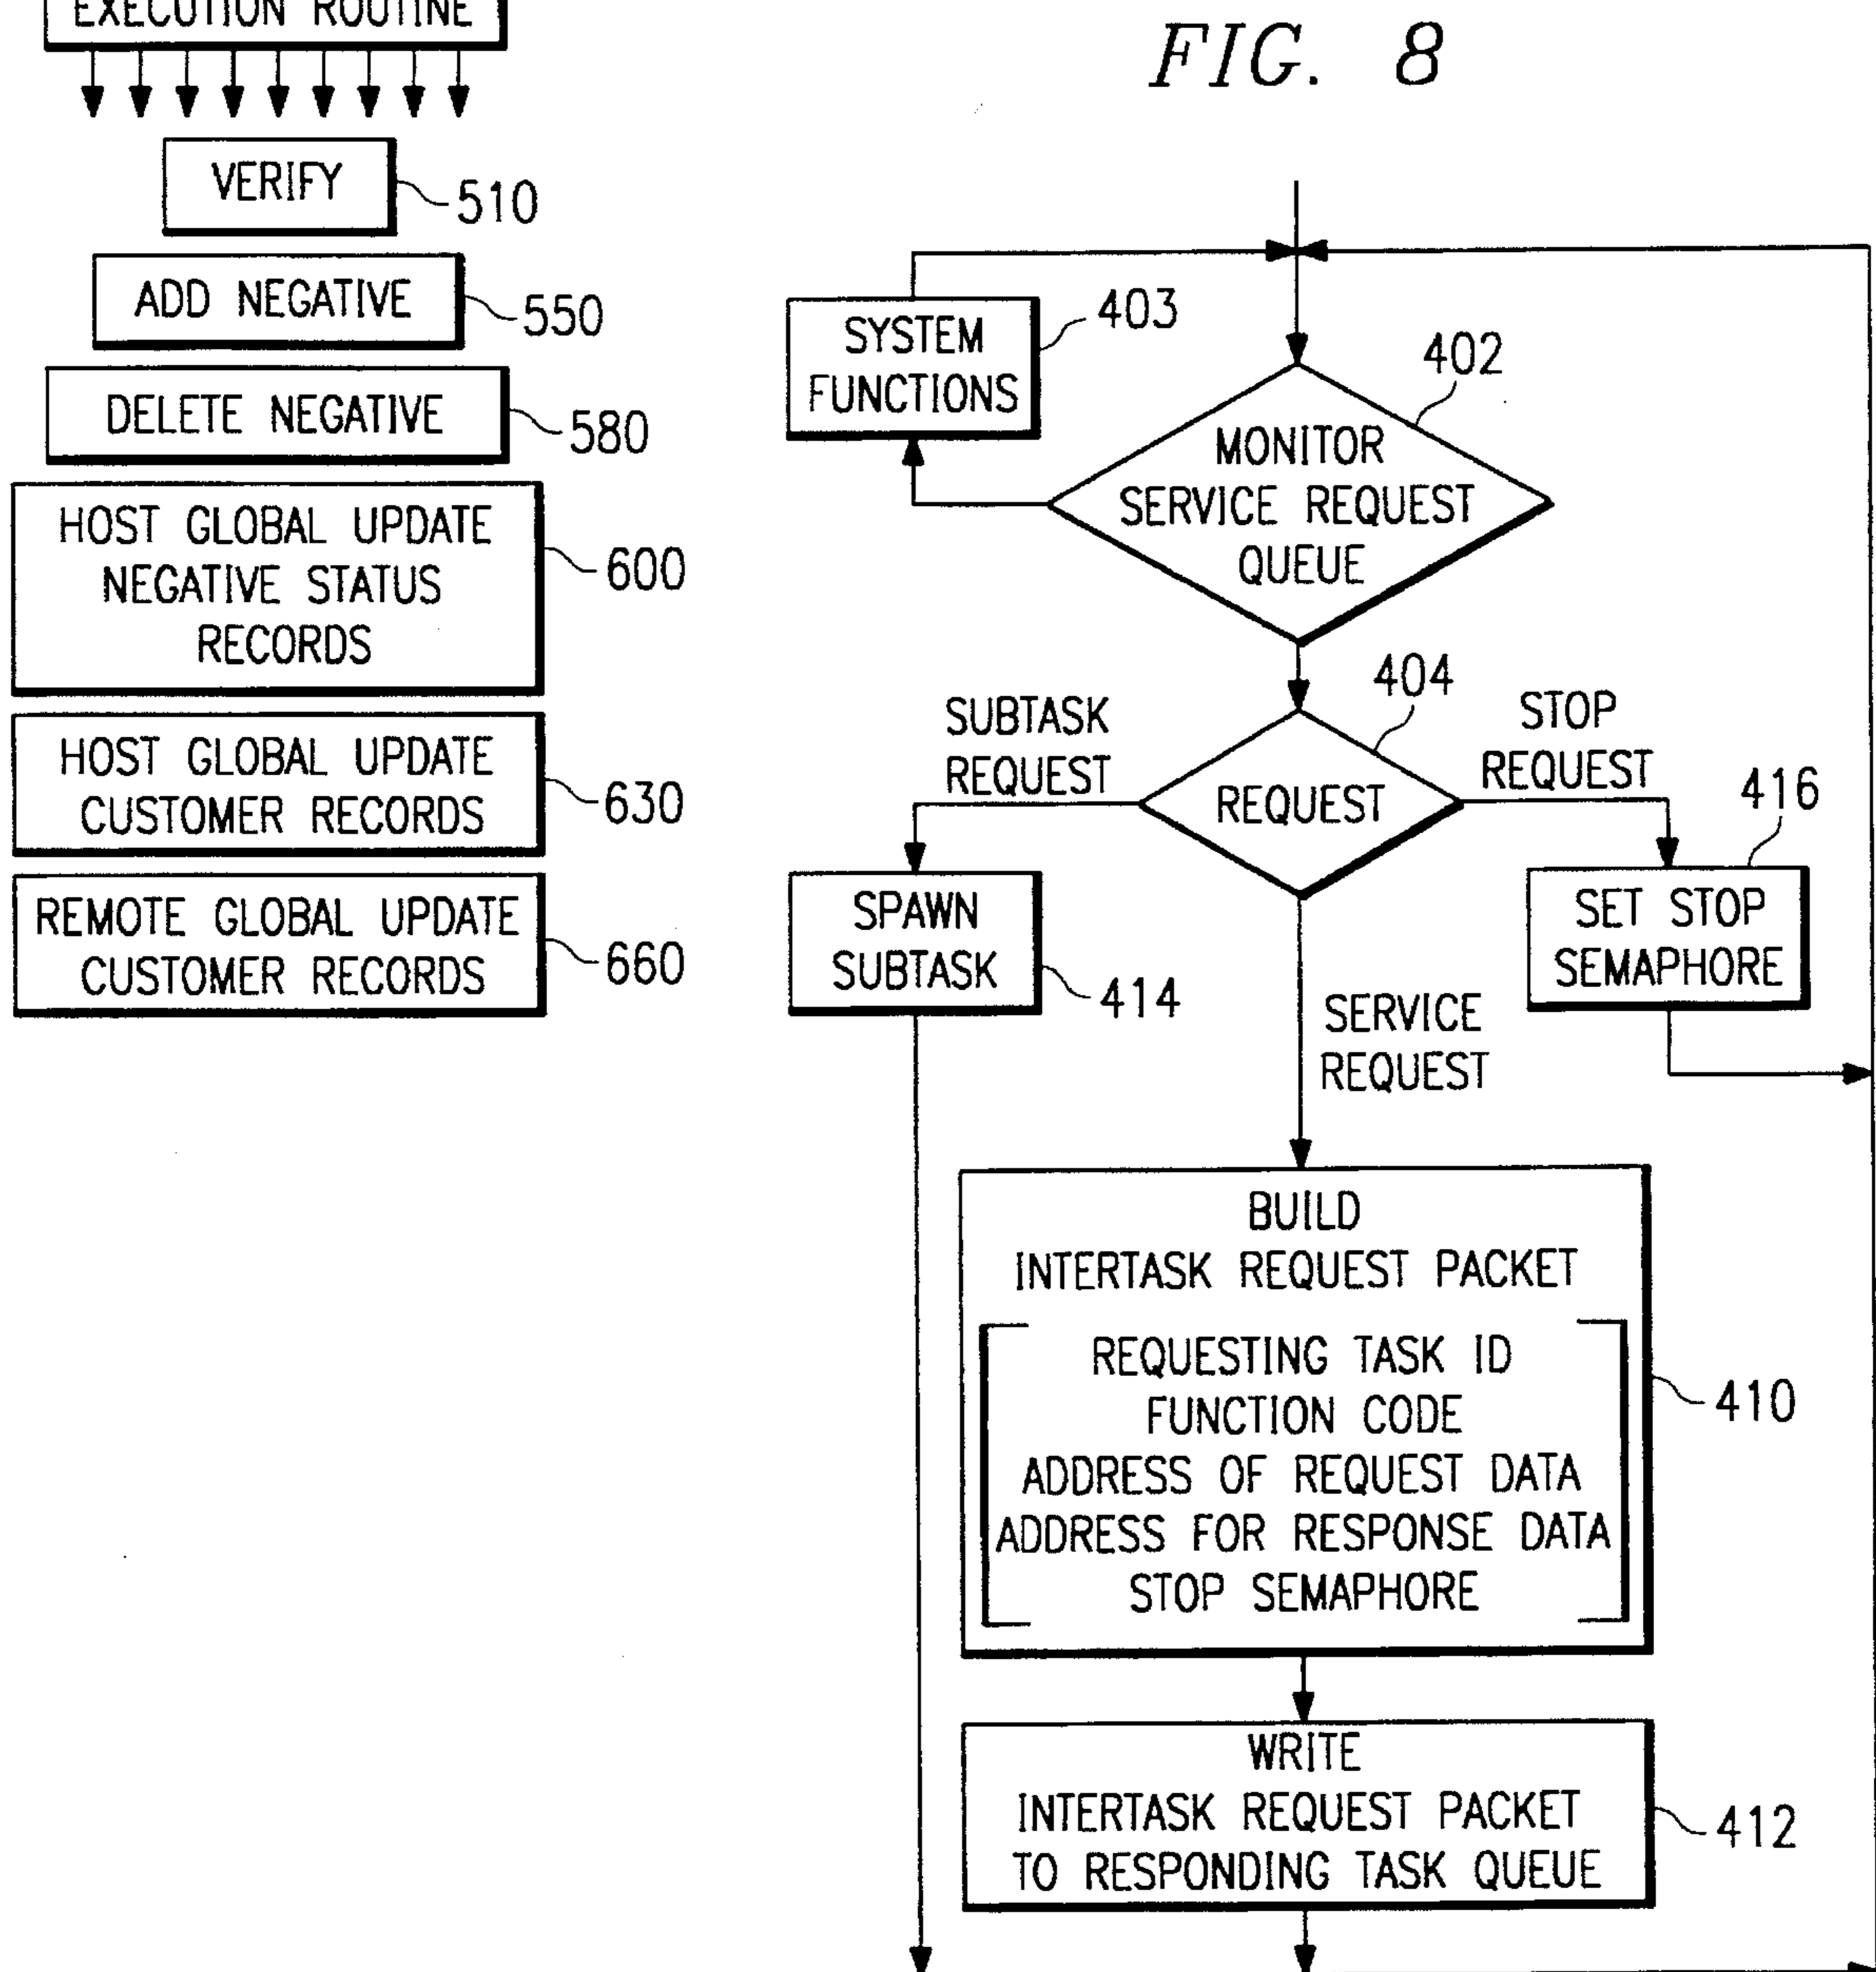 EXECUTION ROUTINE
VERIFY
510
ADD NEGATIVE
550
DELETE NEGATIVE
580
HOST GLOBAL UPDATE
NEGATIVE STATUS
RECORDS
600
HOST GLOBAL UPDATE
CUSTOMER RECORDS
630
REMOTE GLOBAL UPDATE
CUSTOMER RECORDS
660
FIG. 8
SYSTEM
FUNCTIONS
403
402
MONITOR
SERVICE REQUEST
QUEUE
404
SUBTASK
REQUEST
REQUEST
STOP
REQUEST
416
SPAWN
SUBTASK
414
SET STOP
SEMAPHORE
SERVICE
REQUEST
BUILD
INTERTASK REQUEST PACKET
REQUESTING TASK ID
FUNCTION CODE
ADDRESS OF REQUEST DATA
ADDRESS FOR RESPONSE DATA
STOP SEMAPHORE
410
WRITE
INTERTASK REQUEST PACKET
TO RESPONDING TASK QUEUE
412